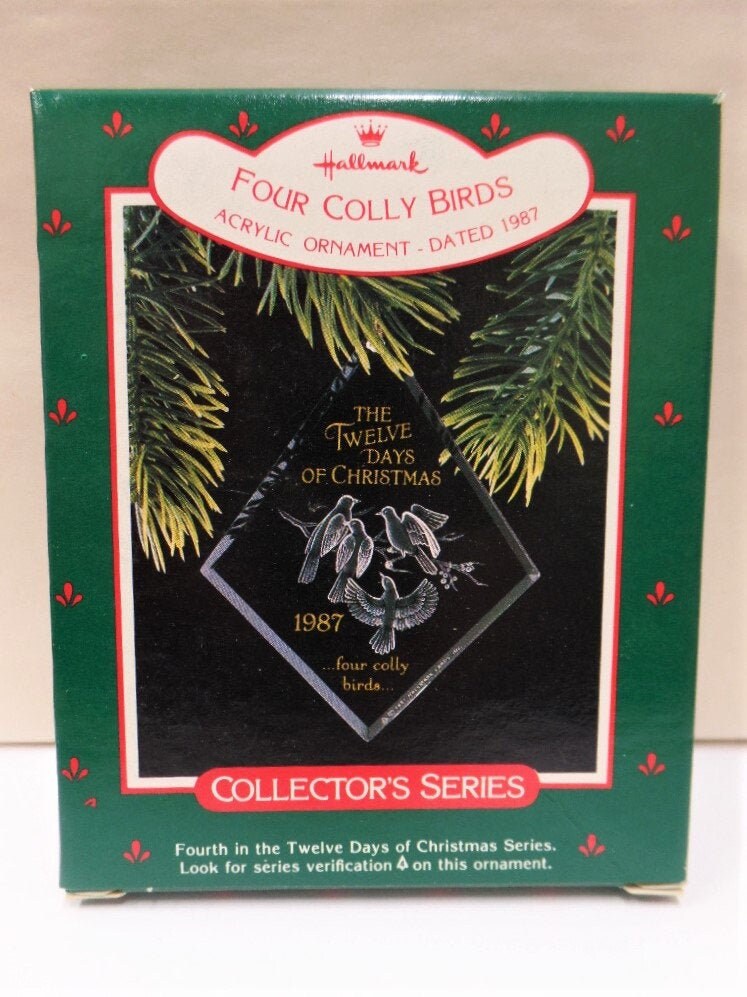 Hallmark
FOUR COLLY BIRDS
ACRYLIC ORNAMENT - DATED 1987
THE
TWELVE
DAYS
OF CHRISTMAS
1987
...four colly
birds...
COLLECTOR'S SERIES
Fourth in the Twelve Days of Christmas Series.
Look for series verification on this ornament.